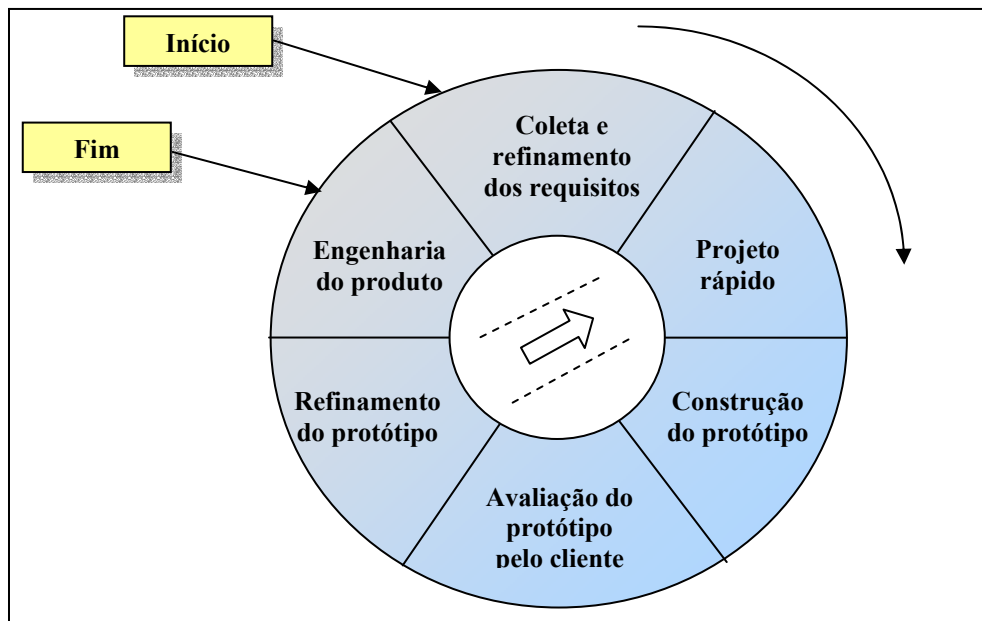 Início
Fim
Coleta e
refinamento
dos requisitos
Projeto
rápido
Construção
do protótipo
Avaliação do
protótipo
pelo cliente
Refinamento
do protótipo
Engenharia
do produto